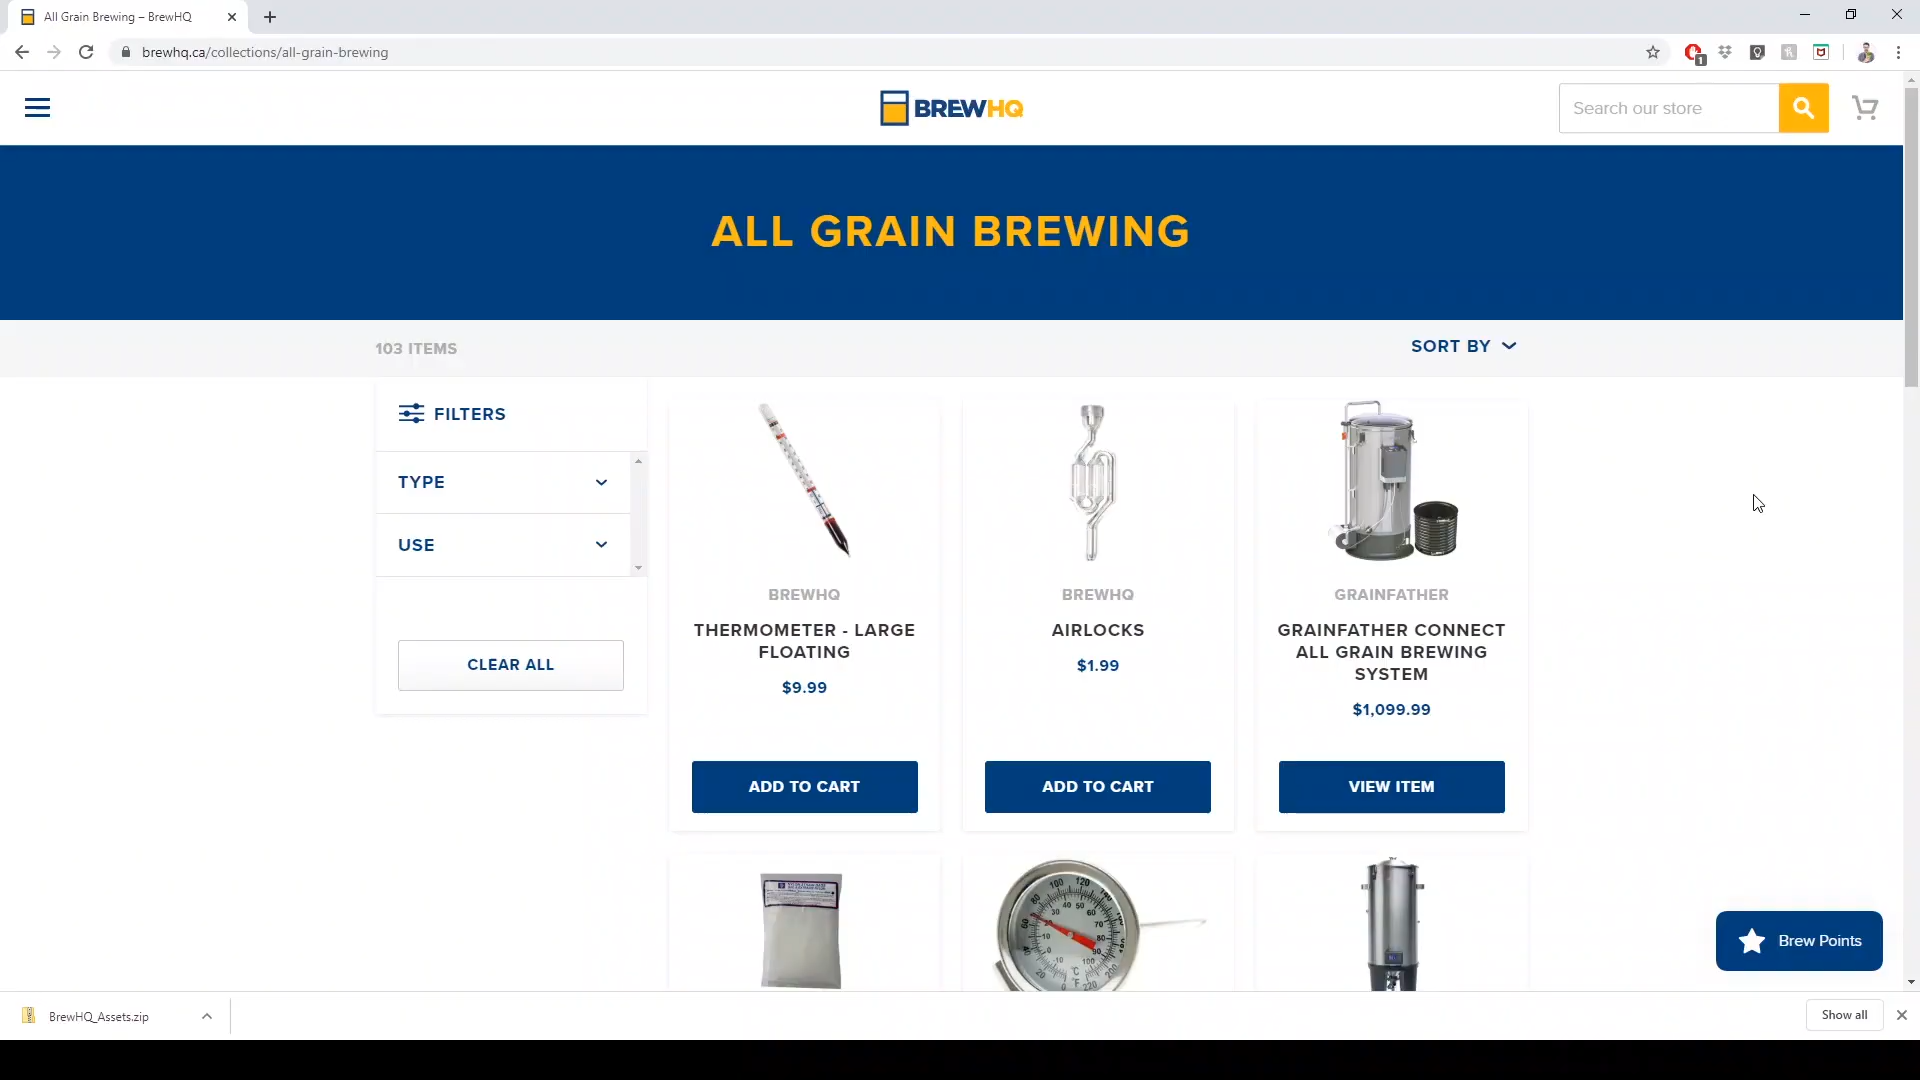 All Grain Brewing – BrewHQ
brewhq.ca/collections/all-grain-brewing
1
BREWHQ
Search our store
ALL GRAIN BREWING
103 ITEMS
SORT BY
FILTERS
TYPE
USE
CLEAR ALL
BREWHQ
THERMOMETER - LARGE
FLOATING
$9.99
ADD TO CART
BREWHQ
AIRLOCKS
$1.99
ADD TO CART
GRAINFATHER
GRAINFATHER CONNECT
ALL GRAIN BREWING
SYSTEM
$1,099.99
VIEW ITEM
Brew Points
BrewHQ_Assets.zip
Show all